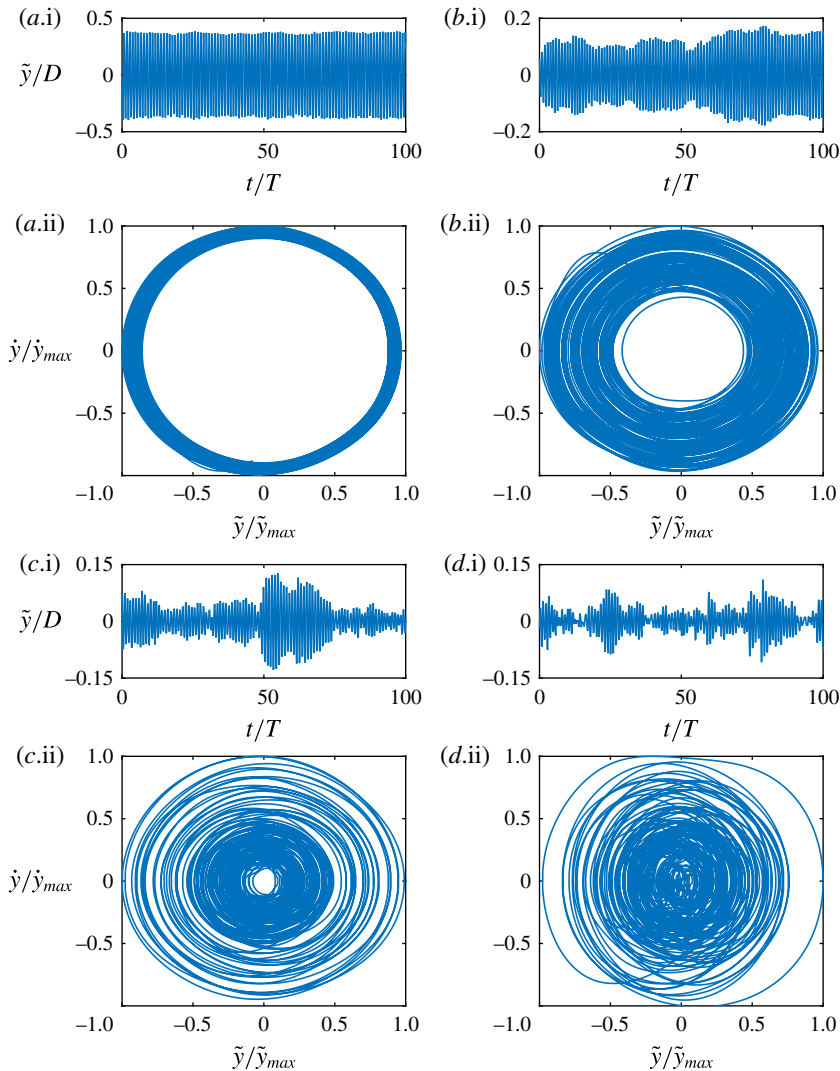 (a.i) 0.5 0 –0.5 ỹ/D 0 50 100 t/T
(b.i) 0.2 0 –0.2 0 50 100 t/T
(a.ii) 1.0 0.5 0 –0.5 –1.0 ẏ/ẏmax –0.5 0 0.5 1.0 ỹ/ỹmax
(b.ii) 1.0 0.5 0 –0.5 –1.0 –0.5 0 0.5 1.0 ỹ/ỹmax
(c.i) 0.15 0 –0.15 ỹ/D 0 50 100 t/T
(d.i) 0.15 0 –0.15 0 50 100 t/T
(c.ii) 1.0 0.5 0 –0.5 –1.0 ẏ/ẏmax –0.5 0 0.5 1.0 ỹ/ỹmax
(d.ii) 1.0 0.5 0 –0.5 –1.0 –0.5 0 0.5 1.0 ỹ/ỹmax